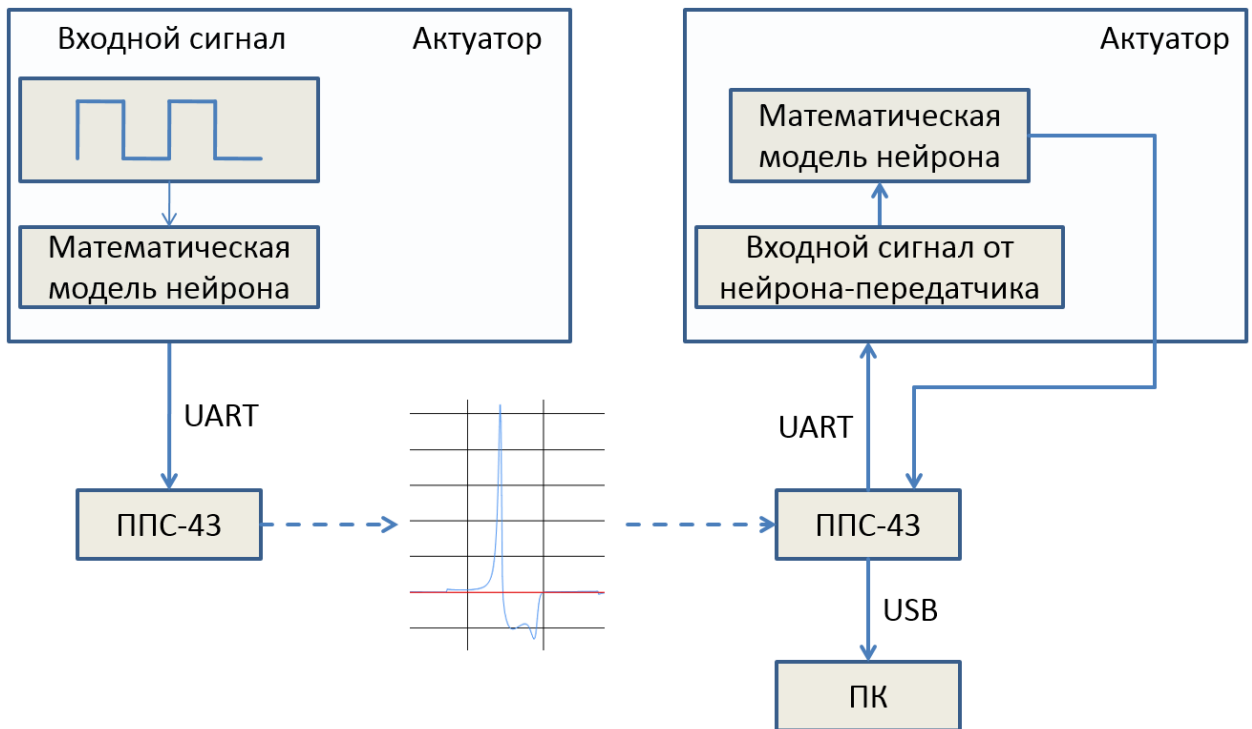 Входной сигнал
Актуатор
Математическая
модель нейрона
UART
ППС-43
Актуатор
Математическая
модель нейрона
Входной сигнал от
нейрона-передатчика
UART
ППС-43
USB
ПК